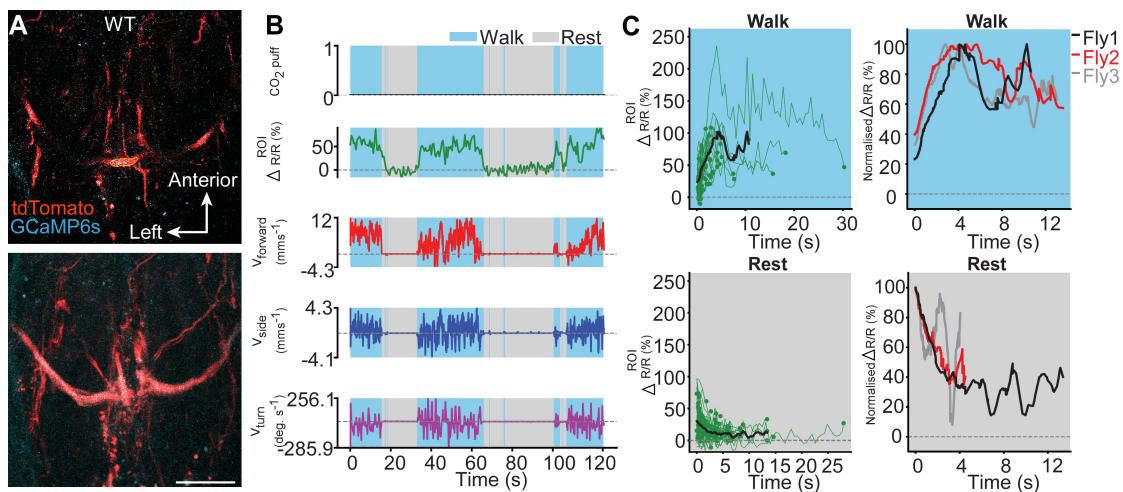 A
WT
Anterior
tdTomato
GCaMP6s
Left
B
Walk
Rest
CO2 puff
1
0
ROI
Δ R/R (%)
50
0
Vforward
(mms-1)
12
-4.3
Vside
(mms-1)
4.3
-4.1
Vturn
(deg. s-1)
256.1
-285.9
0 20 40 60 80 100 120
Time (s)
C
Walk
ROI
Δ R/R (%)
250
200
150
100
50
0
0 5 10 15 20 25 30
Time (s)
Walk
Normalised Δ R/R (%)
100
80
60
40
20
0
0 4 8 12
Time (s)
Fly1
Fly2
Fly3
Rest
ROI
Δ R/R (%)
250
200
150
100
50
0
0 5 10 15 20 25
Time (s)
Rest
Normalised Δ R/R (%)
100
80
60
40
20
0
0 4 8 12
Time (s)